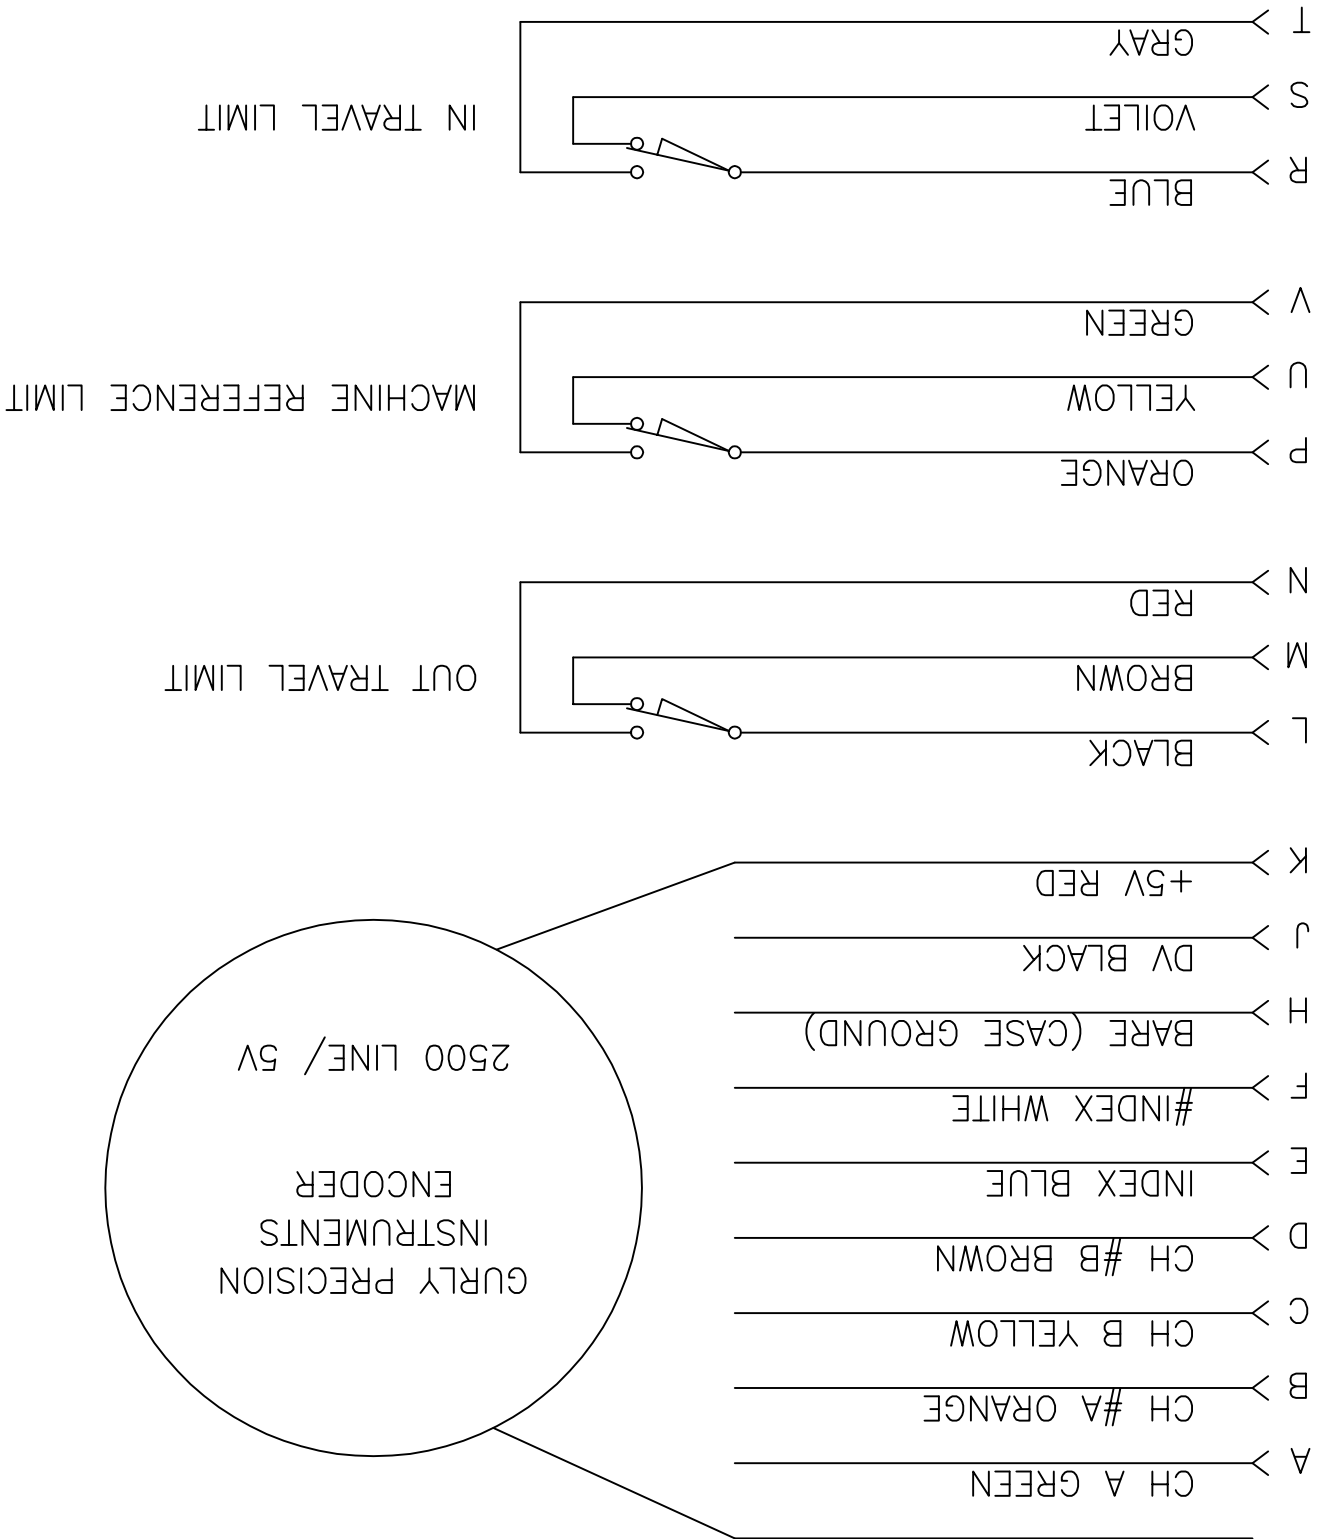 A CH A GREEN
B CH #A ORANGE
C CH B YELLOW
D CH #B BROWN
E INDEX BLUE
F #INDEX WHITE
H BARE (CASE GROUND)
J DV BLACK
K +5V RED
GURLY PRECISION
INSTRUMENTS
ENCODER
2500 LINE/ 5V
L BLACK
M BROWN
N RED
OUT TRAVEL LIMIT
P ORANGE
U YELLOW
V GREEN
MACHINE REFERENCE LIMIT
R BLUE
S VOILET
T GRAY
IN TRAVEL LIMIT